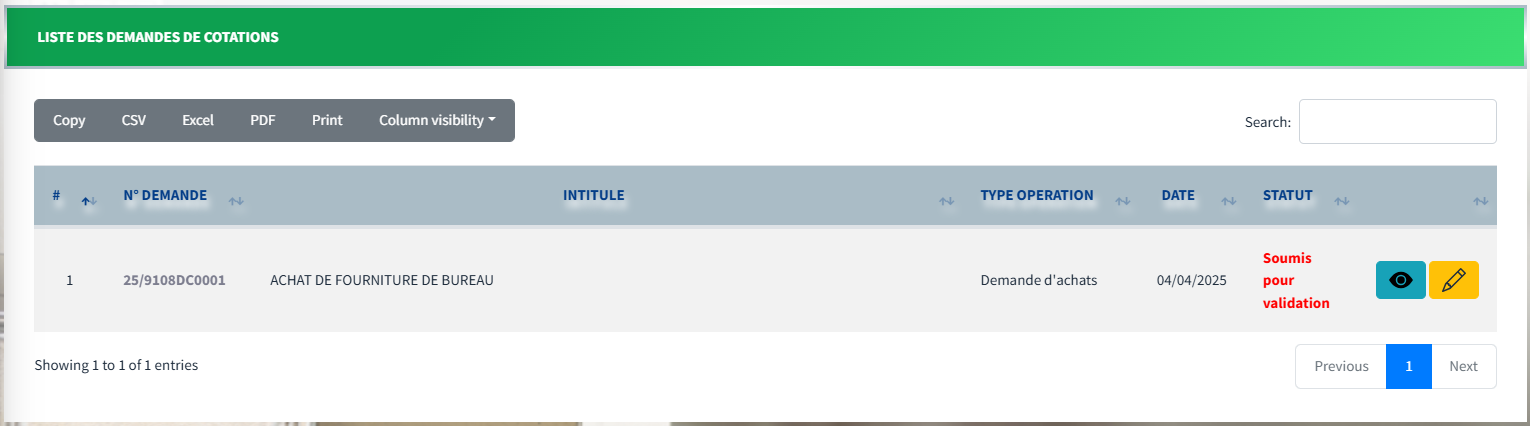 LISTE DES DEMANDES DE COTATIONS
Copy CSV Excel PDF Print Column visibility
Search:
# N° DEMANDE INTITULE TYPE OPERATION DATE STATUT
1 25/9108DC0001 ACHAT DE FOURNITURE DE BUREAU Demande d'achats 04/04/2025 Soumis
pour
validation
Showing 1 to 1 of 1 entries
Previous 1 Next